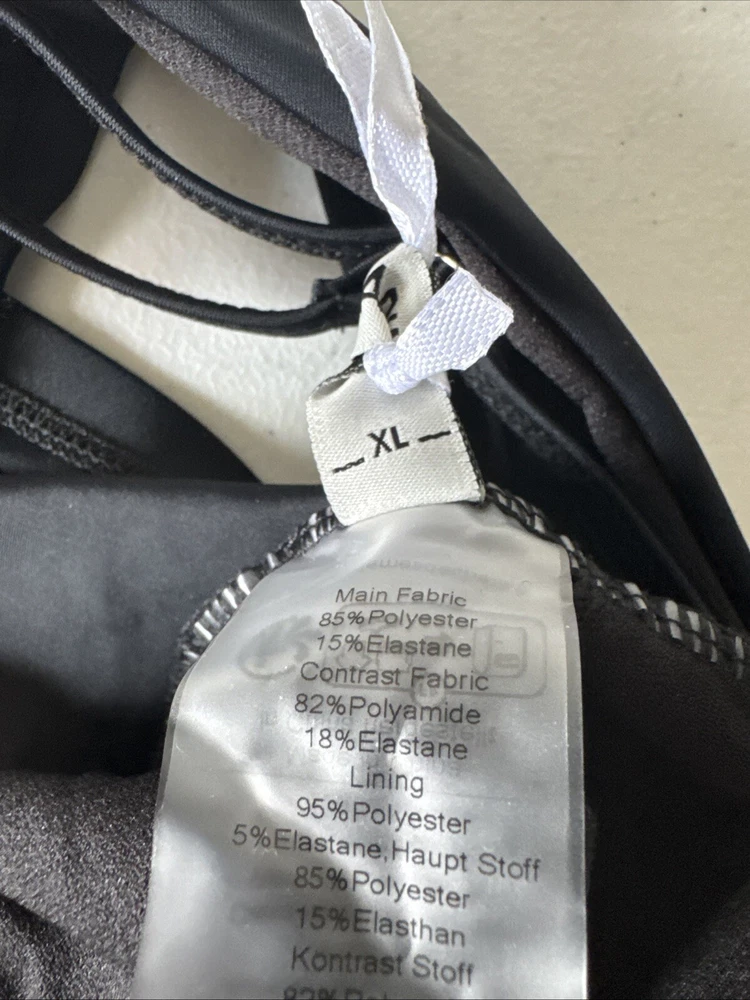 XL
Main Fabric
85%Polyester
15%Elastane
Contrast Fabric
82%Polyamide
18%Elastane
Lining
95%Polyester
5%Elastane,Haupt Stoff
85%Polyester
15%Elasthan
Kontrast Stoff